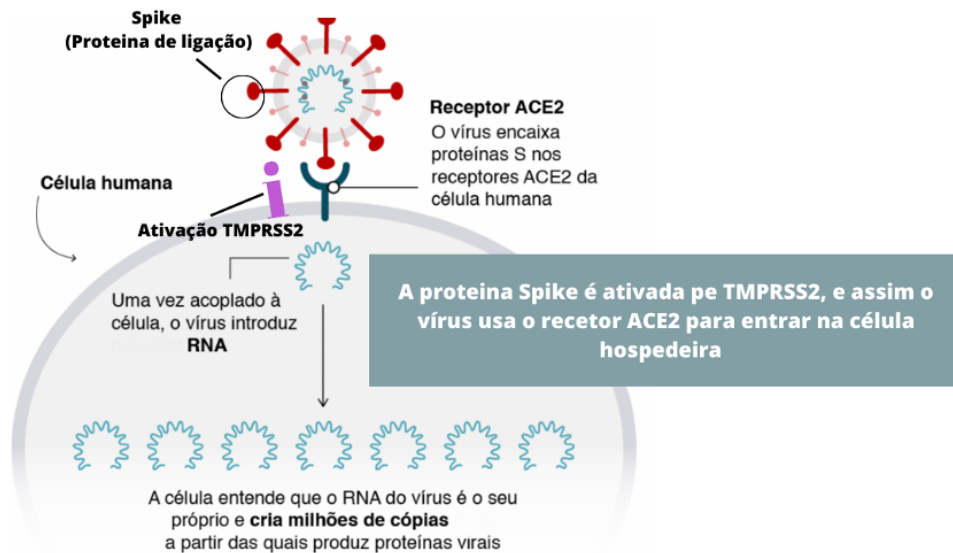 Spike
(Proteina de ligação)
Receptor ACE2
O vírus encaixa
proteínas S nos
receptores ACE2 da
célula humana
Célula humana
Ativação TMPRSS2
Uma vez acoplado à
célula, o vírus introduz
RNA
A proteina Spike é ativada pe TMPRSS2, e assim o
vírus usa o recetor ACE2 para entrar na célula
hospedeira
A célula entende que o RNA do vírus é o seu
próprio e cria milhões de cópias
a partir das quais produz proteínas virais